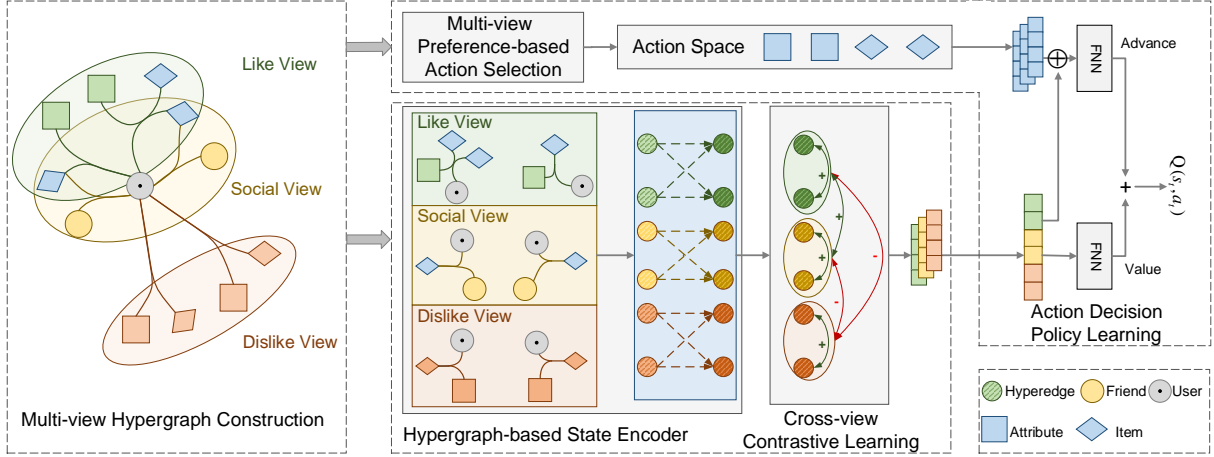 Like View
Social View
Dislike View
Multi-view Hypergraph Construction
Multi-view
Preference-based
Action Selection
Action Space
FNN
Advance
Like View
Social View
Dislike View
Hypergraph-based State Encoder
+
+
+
+
-
-
Cross-view
Contrastive Learning
+
Q(s_t, a_t)
FNN
Value
Action Decision
Policy Learning
Hyperedge
Friend
User
Attribute
Item